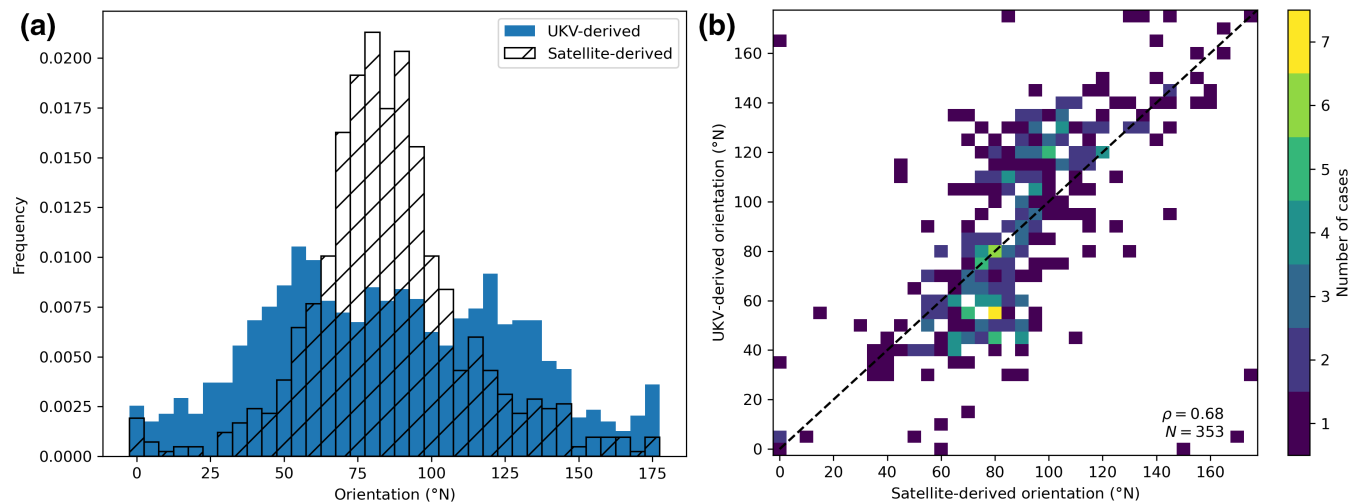 (a)
UKV-derived
Satellite-derived
0.0200
0.0175
0.0150
0.0125
0.0100
0.0075
0.0050
0.0025
0.0000
Frequency
0 25 50 75 100 125 150 175
Orientation (°N)
(b)
160
140
120
100
80
60
40
20
0
UKV-derived orientation (°N)
ρ = 0.68
N = 353
0 20 40 60 80 100 120 140 160
Satellite-derived orientation (°N)
7
6
5
4
3
2
1
Number of cases